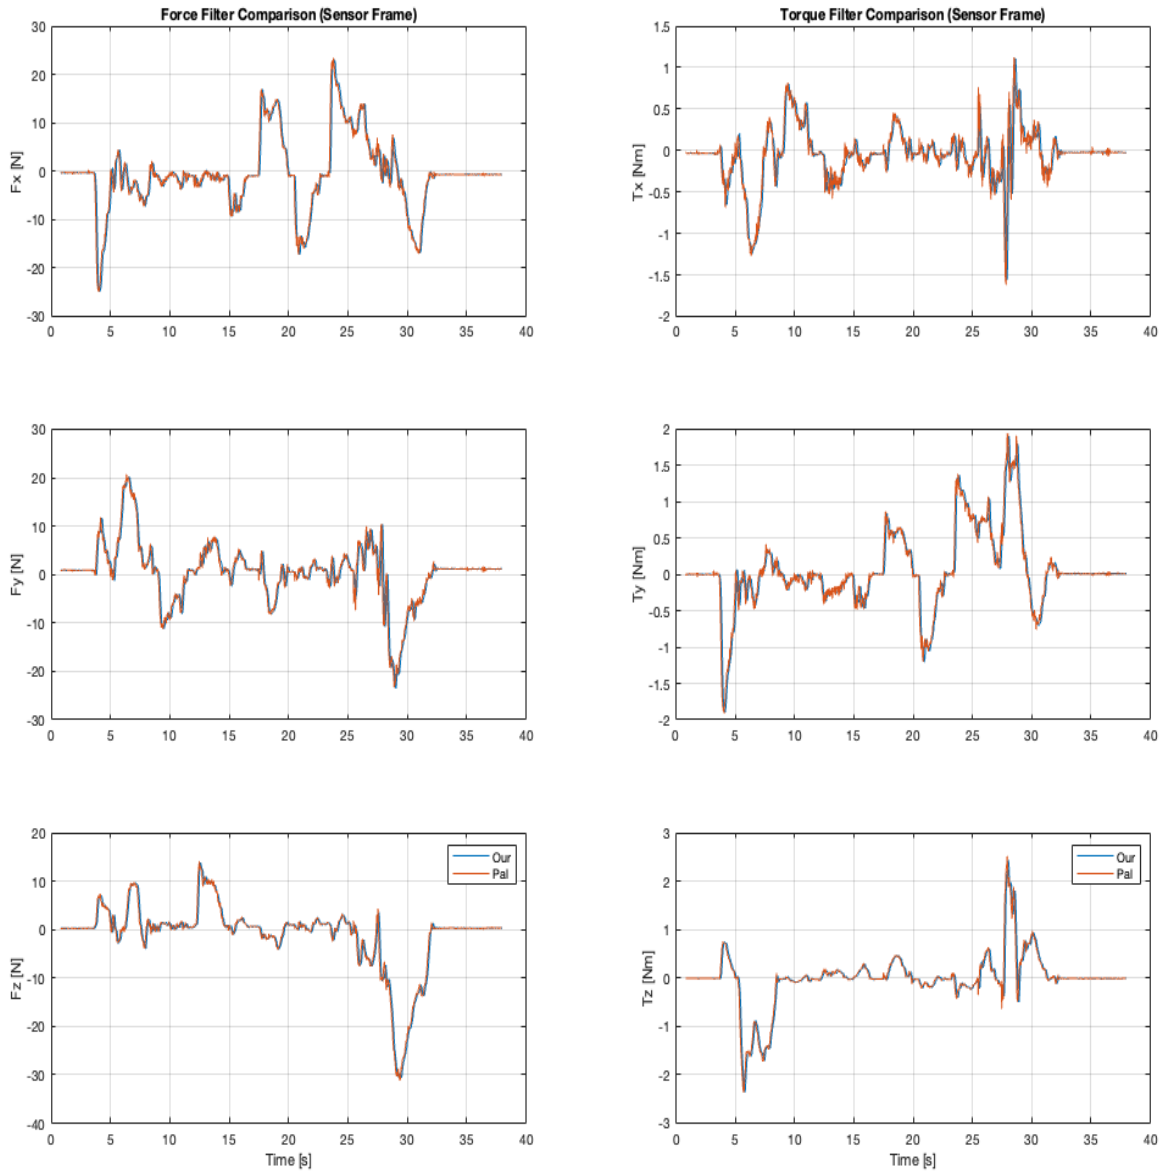 Force Filter Comparison (Sensor Frame)
30
20
10
0
-10
-20
-30
Fx [N]
0 5 10 15 20 25 30 35 40
Torque Filter Comparison (Sensor Frame)
1.5
1
0.5
0
-0.5
-1
-1.5
-2
Tx [Nm]
0 5 10 15 20 25 30 35 40
30
20
10
0
-10
-20
-30
Fy [N]
0 5 10 15 20 25 30 35 40
2
1.5
1
0.5
0
-0.5
-1
-1.5
-2
Ty [Nm]
0 5 10 15 20 25 30 35 40
20
10
0
-10
-20
-30
-40
Fz [N]
Our
Pal
0 5 10 15 20 25 30 35 40
Time [s]
3
2
1
0
-1
-2
-3
Tz [Nm]
Our
Pal
0 5 10 15 20 25 30 35 40
Time [s]